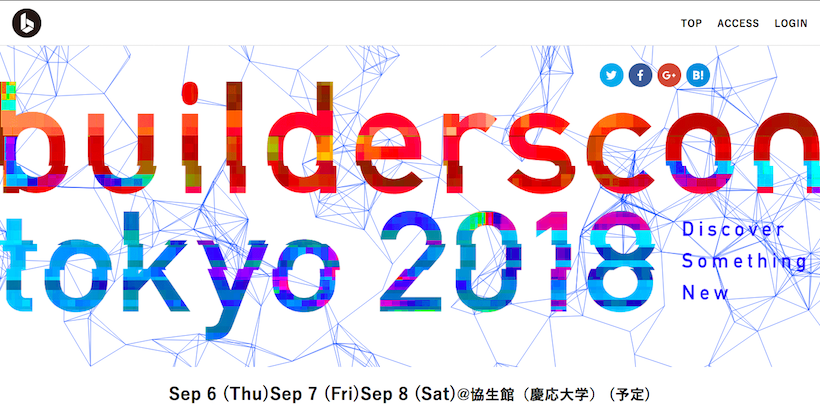 TOP ACCESS LOGIN
B!
builderscon
tokyo 2018
Discover
Something
New
Sep 6 (Thu)Sep 7 (Fri)Sep 8 (Sat)@協生館（慶応大学）（予定）